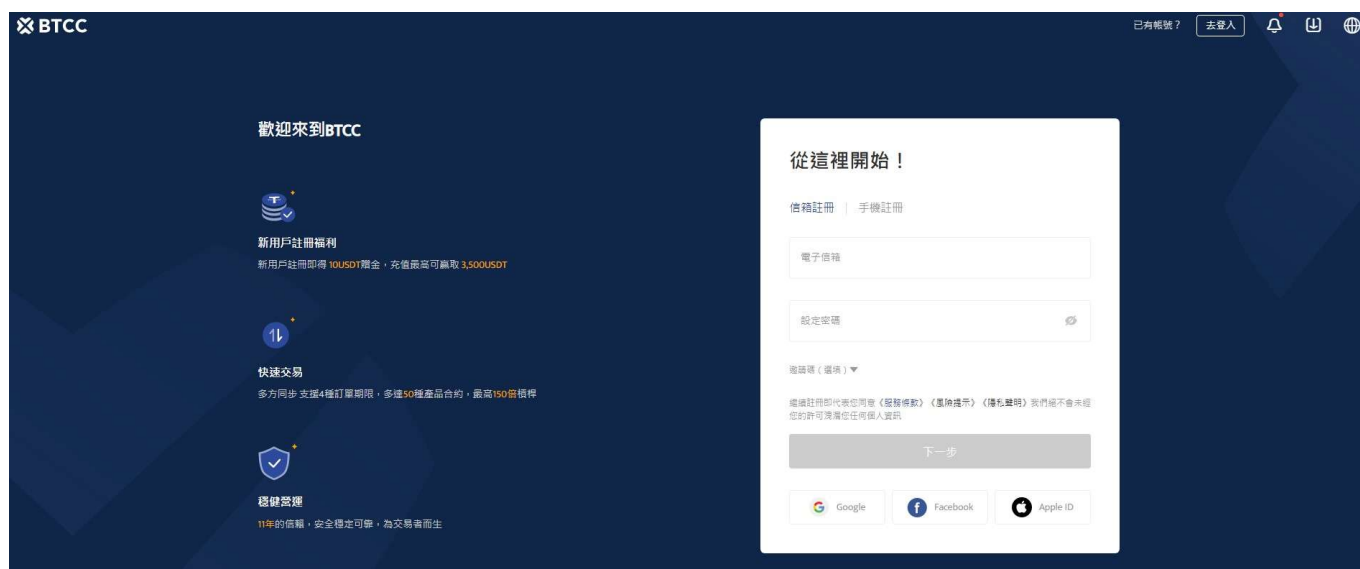 BTCC
已有帳號？ 去登入
歡迎來到BTCC
新用戶註冊福利
新用戶註冊即得 10USDT贈金，充值最高可贏取 3,500USDT
快速交易
多方同步 支援4種訂單期限，多達50種產品合約，最高150倍槓桿
穩健營運
11年的信賴，安全穩定可靠，為交易者而生
從這裡開始！
信箱註冊 手機註冊
電子信箱
設定密碼
邀請碼（選填）
繼續註冊即代表您同意《服務條款》《風險提示》《隱私聲明》我們絕不會未經
您的許可洩漏您任何個人資訊
下一步
Google Facebook Apple ID